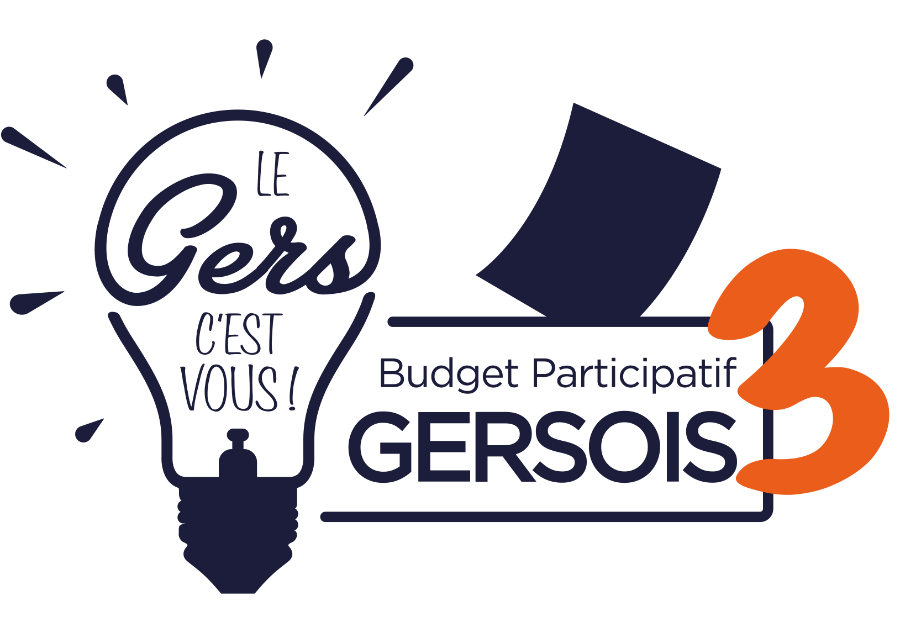 LE
Gers
C'EST
VOUS !
Budget Participatif
GERSOIS
3